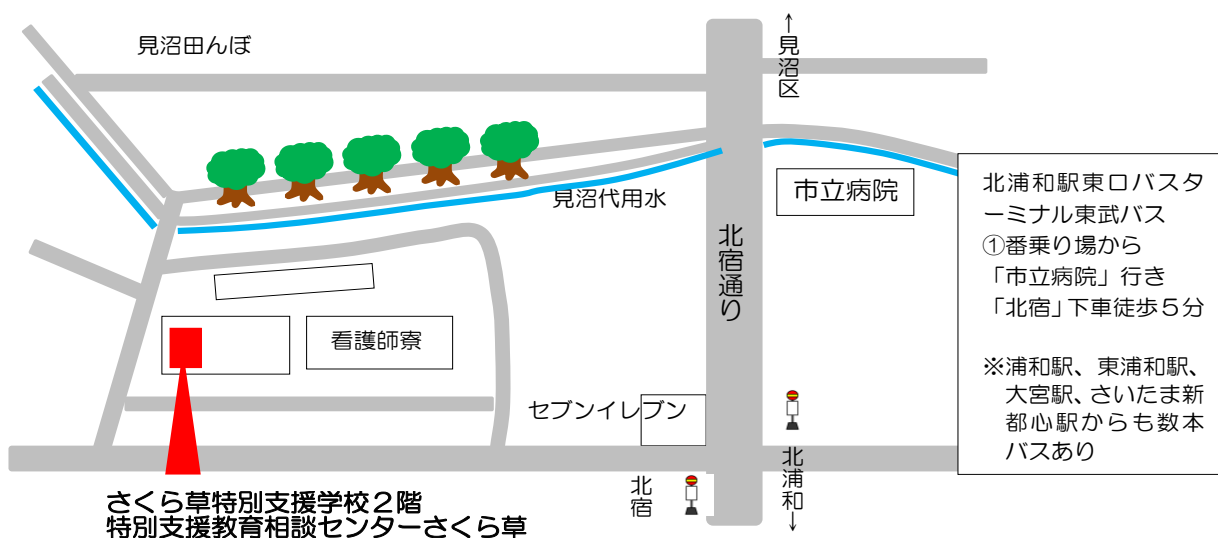 見沼田んぼ
←見沼区
見沼代用水
市立病院
北宿通り
北浦和駅東口バスタ
ーミナル東武バス
①番乗り場から
「市立病院」行き
「北宿」下車徒歩5分
※浦和駅、東浦和駅、
大宮駅、さいたま新
都心駅からも数本
バスあり
看護師寮
セブンイレブン
北宿
北浦和→
さくら草特別支援学校2階
特別支援教育相談センターさくら草